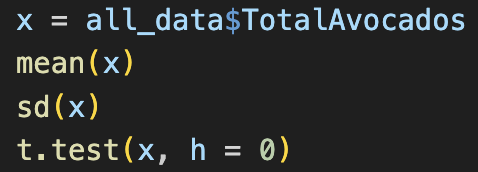 x = all_data$TotalAvocados
mean(x)
sd(x)
t.test(x, h = 0)